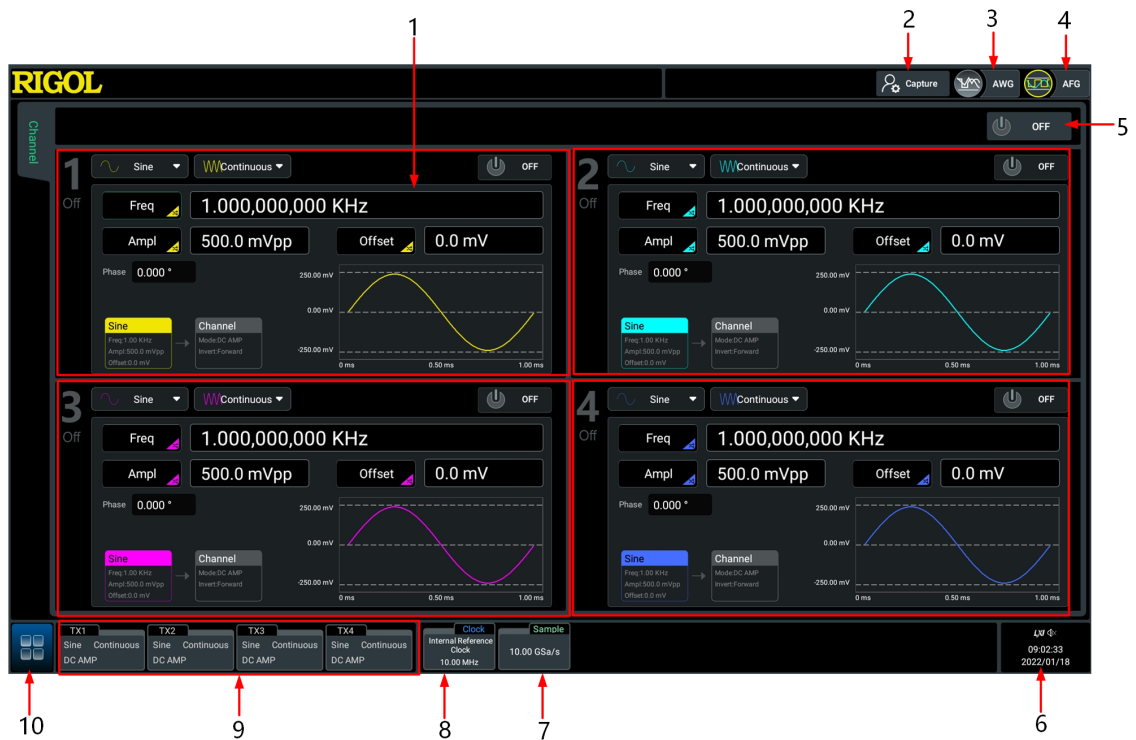 1
2
3
4
RIGOL
Capture
AWG
AFG
Channel
OFF
5
1
Off
Sine
Continuous
OFF
Freq
1.000,000,000 KHz
Ampl
500.0 mVpp
Offset
0.0 mV
Phase
0.000 °
250.00 mV
0.00 mV
-250.00 mV
0 ms
0.50 ms
1.00 ms
Sine
Freq:1.00 KHz
Ampl:500.0 mVpp
Offset:0.0 mV
Channel
Mode:DC AMP
Invert:Forward
2
Off
Sine
Continuous
OFF
Freq
1.000,000,000 KHz
Ampl
500.0 mVpp
Offset
0.0 mV
Phase
0.000 °
250.00 mV
0.00 mV
-250.00 mV
0 ms
0.50 ms
1.00 ms
Sine
Freq:1.00 KHz
Ampl:500.0 mVpp
Offset:0.0 mV
Channel
Mode:DC AMP
Invert:Forward
3
Off
Sine
Continuous
OFF
Freq
1.000,000,000 KHz
Ampl
500.0 mVpp
Offset
0.0 mV
Phase
0.000 °
250.00 mV
0.00 mV
-250.00 mV
0 ms
0.50 ms
1.00 ms
Sine
Freq:1.00 KHz
Ampl:500.0 mVpp
Offset:0.0 mV
Channel
Mode:DC AMP
Invert:Forward
4
Off
Sine
Continuous
OFF
Freq
1.000,000,000 KHz
Ampl
500.0 mVpp
Offset
0.0 mV
Phase
0.000 °
250.00 mV
0.00 mV
-250.00 mV
0 ms
0.50 ms
1.00 ms
Sine
Freq:1.00 KHz
Ampl:500.0 mVpp
Offset:0.0 mV
Channel
Mode:DC AMP
Invert:Forward
TX1
Sine Continuous
DC AMP
TX2
Sine Continuous
DC AMP
TX3
Sine Continuous
DC AMP
TX4
Sine Continuous
DC AMP
Clock
Internal Reference
Clock
10.00 MHz
Sample
10.00 GSa/s
LXI
09:02:33
2022/01/18
10
9
8
7
6